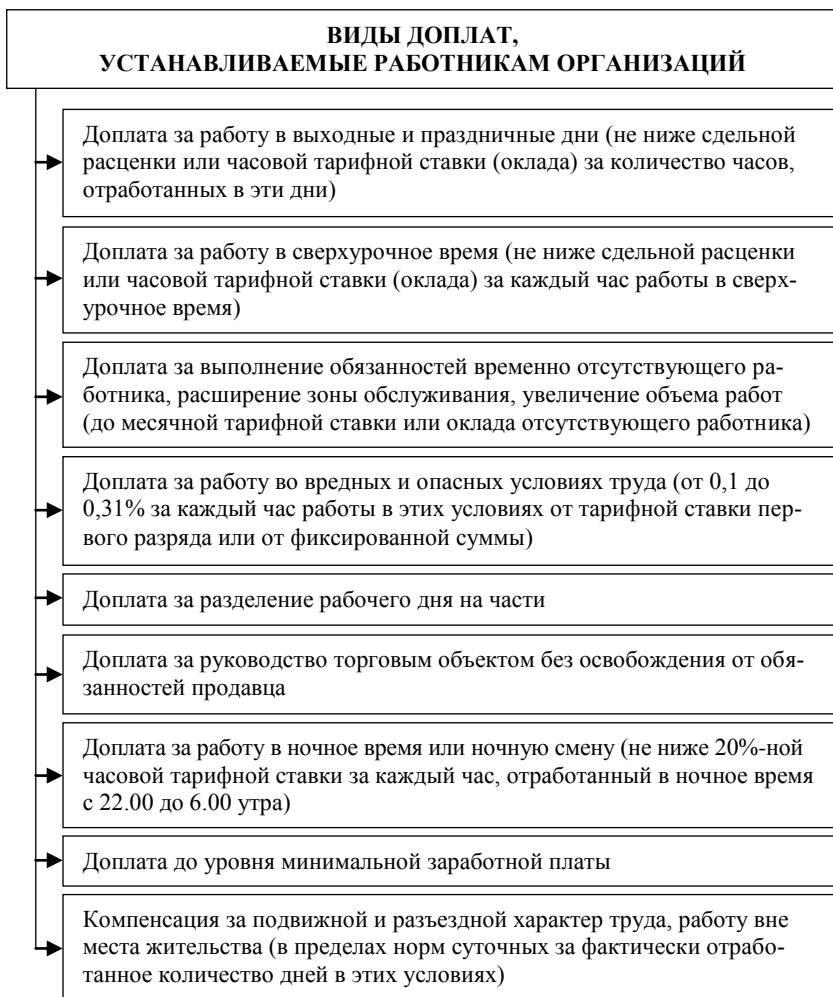 ВИДЫ ДОПЛАТ,
УСТАНАВЛИВАЕМЫЕ РАБОТНИКАМ ОРГАНИЗАЦИЙ
Доплата за работу в выходные и праздничные дни (не ниже сдельной
расценки или часовой тарифной ставки (оклада) за количество часов,
отработанных в эти дни)
Доплата за работу в сверхурочное время (не ниже сдельной расценки
или часовой тарифной ставки (оклада) за каждый час работы в сверх-
урочное время)
Доплата за выполнение обязанностей временно отсутствующего ра-
ботника, расширение зоны обслуживания, увеличение объема работ
(до месячной тарифной ставки или оклада отсутствующего работника)
Доплата за работу во вредных и опасных условиях труда (от 0,1 до
0,31% за каждый час работы в этих условиях от тарифной ставки пер-
вого разряда или от фиксированной суммы)
Доплата за разделение рабочего дня на части
Доплата за руководство торговым объектом без освобождения от обя-
занностей продавца
Доплата за работу в ночное время или ночную смену (не ниже 20%-ной
часовой тарифной ставки за каждый час, отработанный в ночное время
с 22.00 до 6.00 утра)
Доплата до уровня минимальной заработной платы
Компенсация за подвижной и разъездной характер труда, работу вне
места жительства (в пределах норм суточных за фактически отрабо-
танное количество дней в этих условиях)